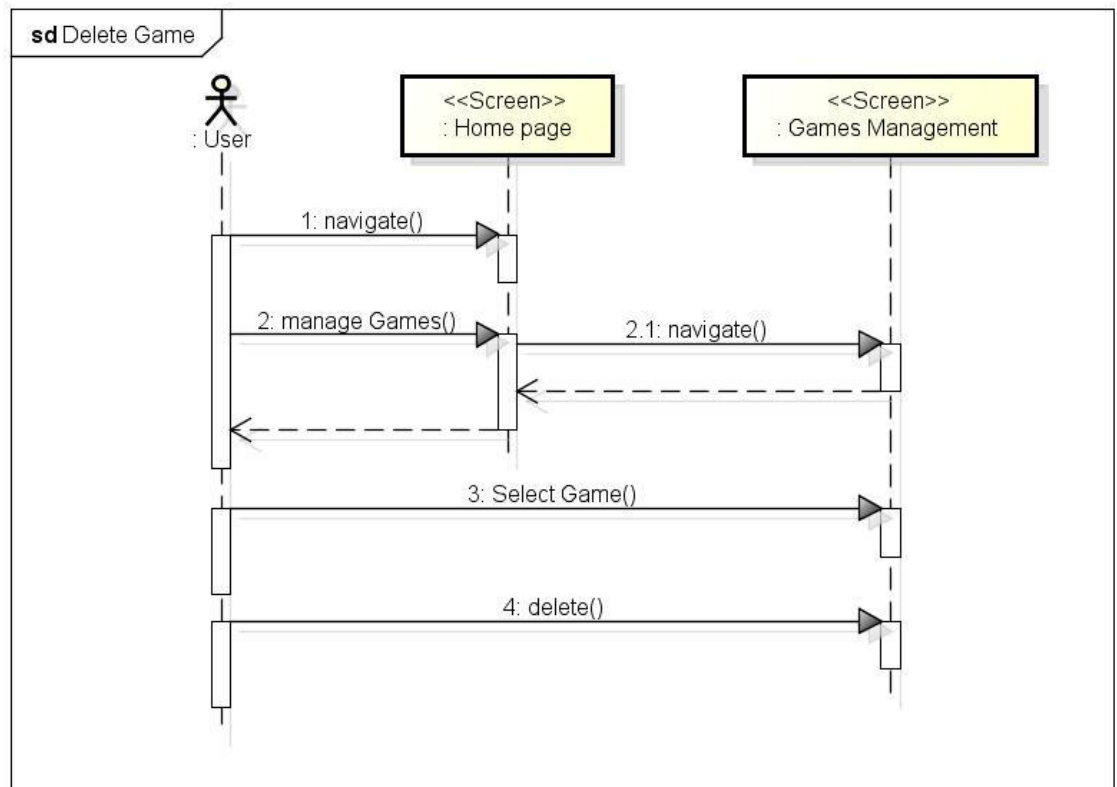 sd Delete Game
: User
<<Screen>>
: Home page
<<Screen>>
: Games Management
1: navigate()
2: manage Games()
2.1: navigate()
3: Select Game()
4: delete()